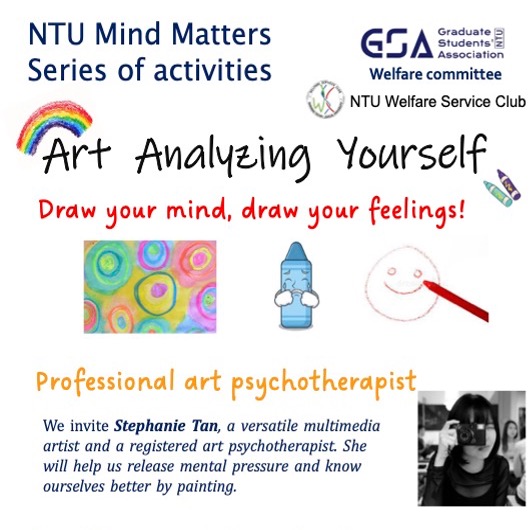 NTU Mind Matters
Series of activities
GSA Graduate Students' Association NTU
Welfare committee
NTU Welfare Service Club
Art Analyzing Yourself
Draw your mind, draw your feelings!
Professional art psychotherapist
We invite Stephanie Tan, a versatile multimedia
artist and a registered art psychotherapist. She
will help us release mental pressure and know
ourselves better by painting.